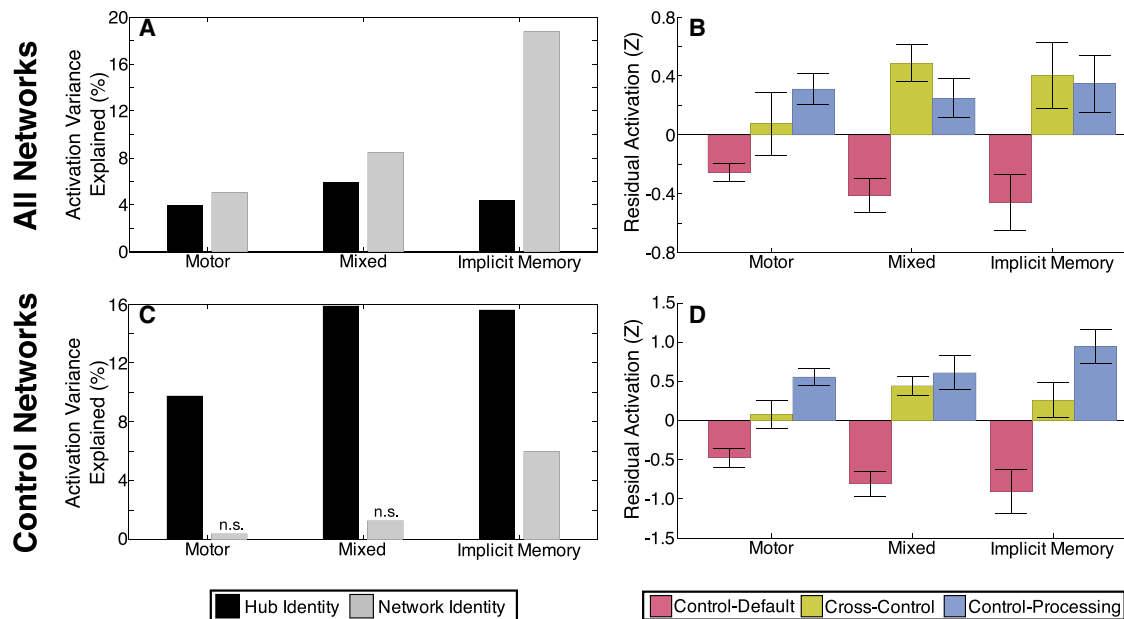 All Networks
A
Activation Variance
Explained (%)
20
16
12
8
4
0
Motor Mixed Implicit Memory
B
Residual Activation (Z)
0.8
0.4
0
-0.4
-0.8
Motor Mixed Implicit Memory
Control Networks
C
Activation Variance
Explained (%)
16
12
8
4
0
n.s.
n.s.
Motor Mixed Implicit Memory
D
Residual Activation (Z)
1.5
1.0
0.5
0
-0.5
-1.0
-1.5
Motor Mixed Implicit Memory
Hub Identity Network Identity
Control-Default Cross-Control Control-Processing